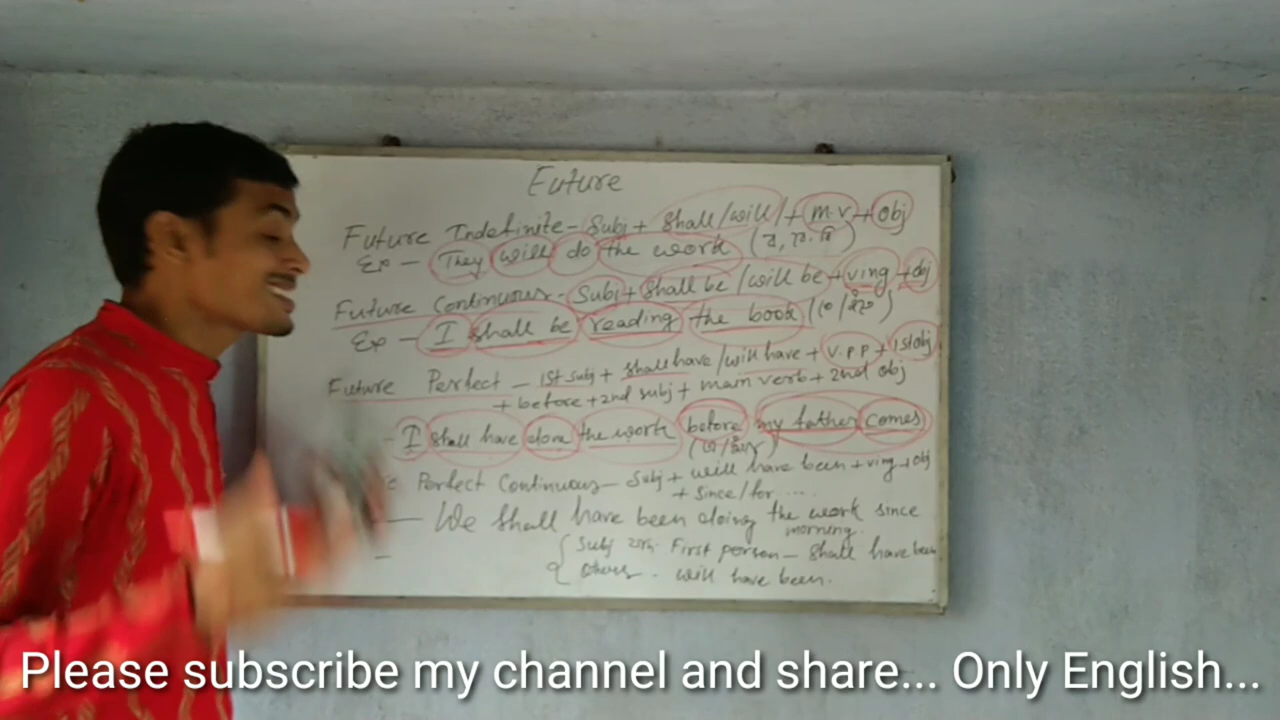 Future
Future Indefinite - Subj + Shall/will/ + m.v + obj
Ex - They will do the work
Future Continuous - Subj + Shall be/will be + ving + obj
Ex - I shall be reading the book
Future Perfect - 1st subj + shall have/will have + V.P.P + 1st obj
+ before + 2nd subj + main verb + 2nd obj
- I shall have done the work before my father comes
Perfect Continuous - Subj + will have been + ving + obj
+ since/for ....
- We shall have been doing the work since
morning.
Subj First person - Shall have been
others - will have been.
Please subscribe my channel and share... Only English...